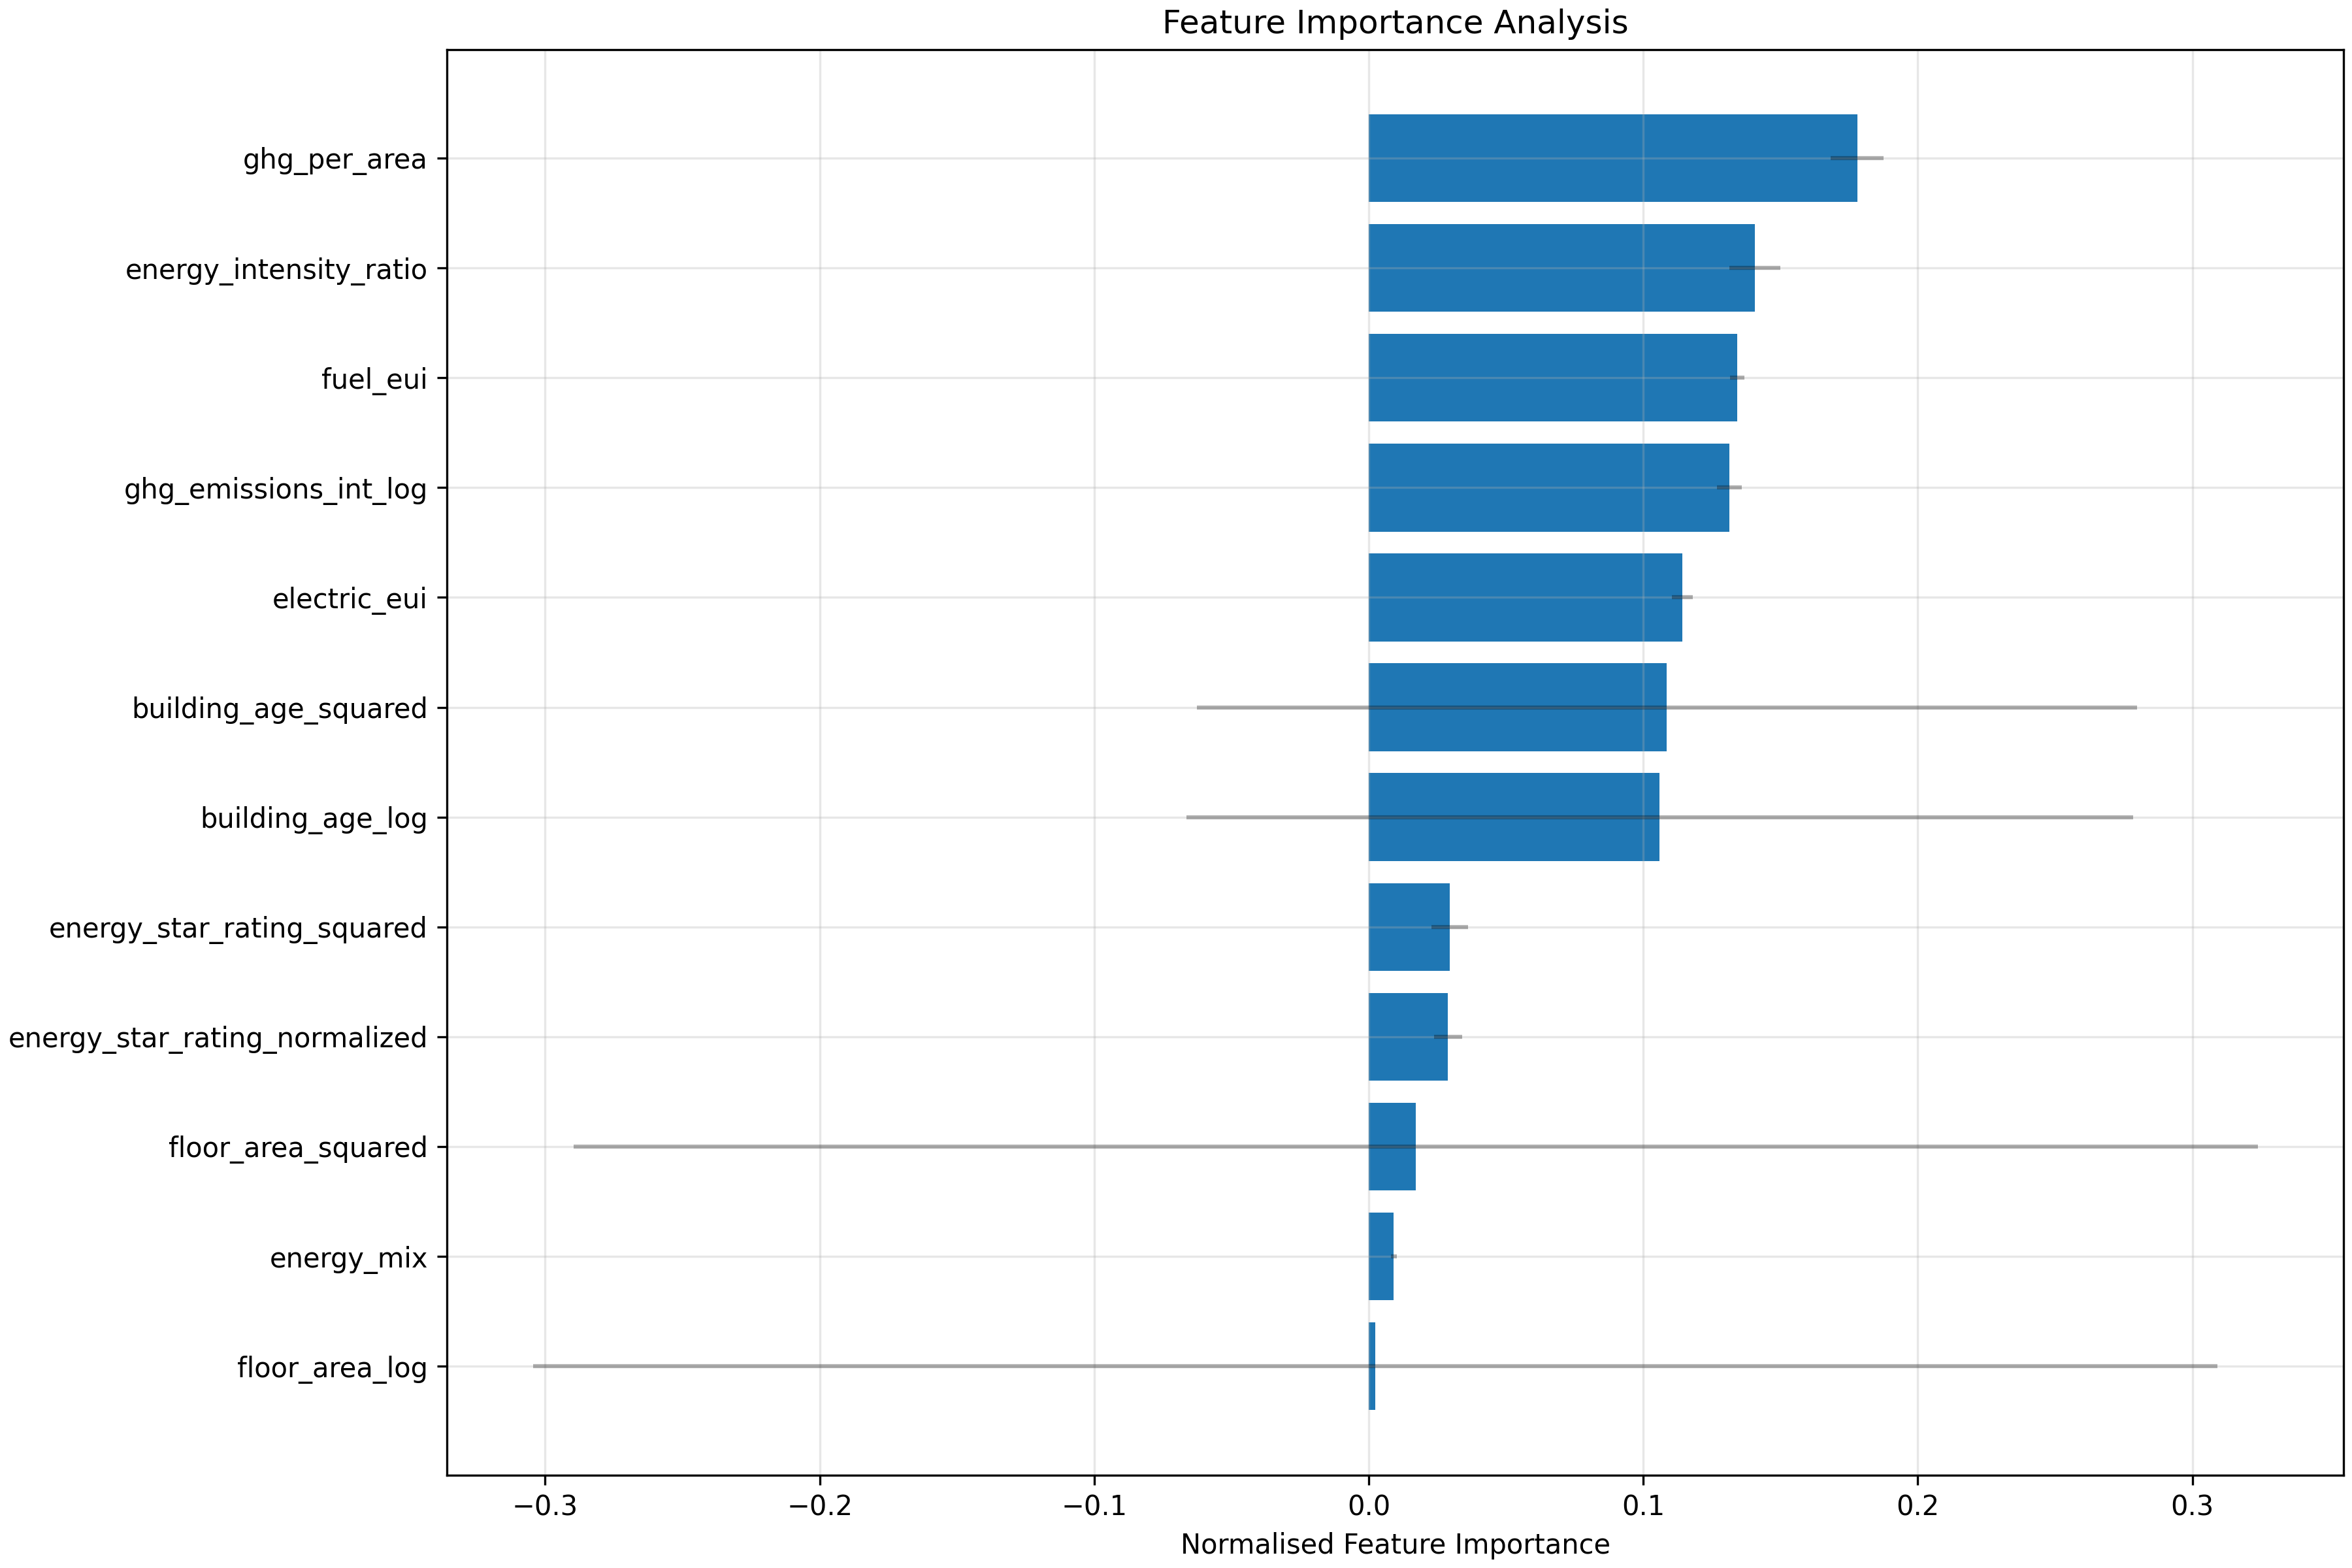 Feature Importance Analysis
ghg_per_area
energy_intensity_ratio
fuel_eui
ghg_emissions_int_log
electric_eui
building_age_squared
building_age_log
energy_star_rating_squared
energy_star_rating_normalized
floor_area_squared
energy_mix
floor_area_log
−0.3 −0.2 −0.1 0.0 0.1 0.2 0.3
Normalised Feature Importance